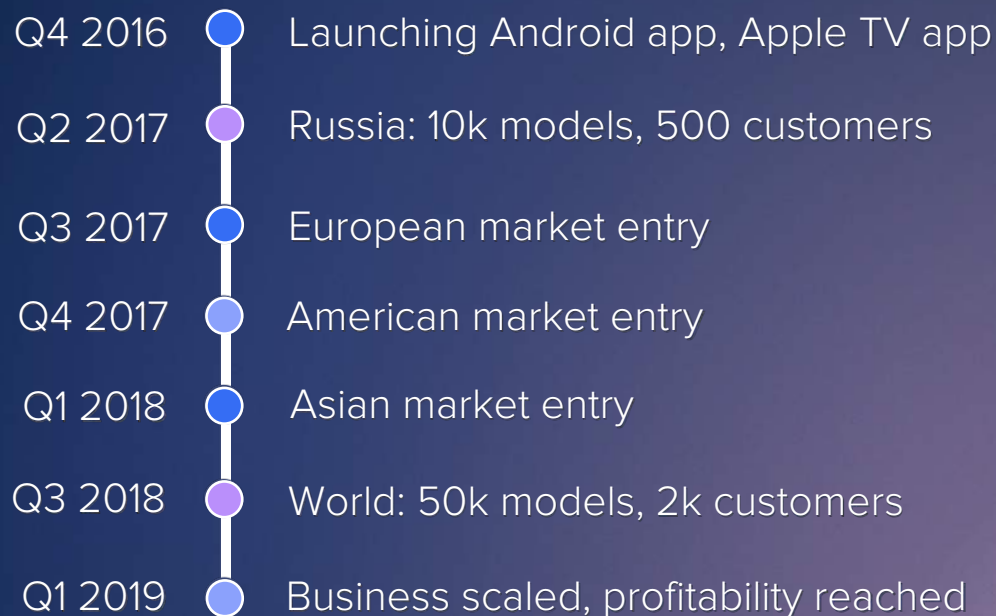 Q4 2016 Launching Android app, Apple TV app
Q2 2017 Russia: 10k models, 500 customers
Q3 2017 European market entry
Q4 2017 American market entry
Q1 2018 Asian market entry
Q3 2018 World: 50k models, 2k customers
Q1 2019 Business scaled, profitability reached